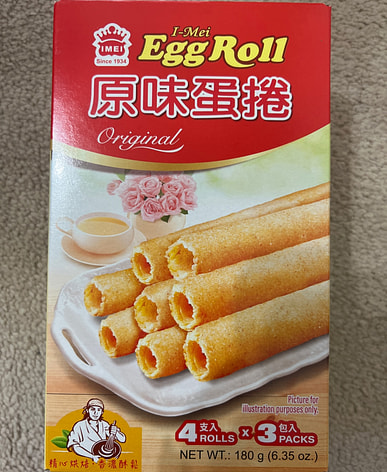 I-Mei
IMEI
Egg Roll
Since 1934
原味蛋捲
Original
Picture for
illustration purposes only.
4支入 ROLLS x 3包入 PACKS
精心烘焙·香濃酥鬆
NET WT.: 180 g (6.35 oz.)